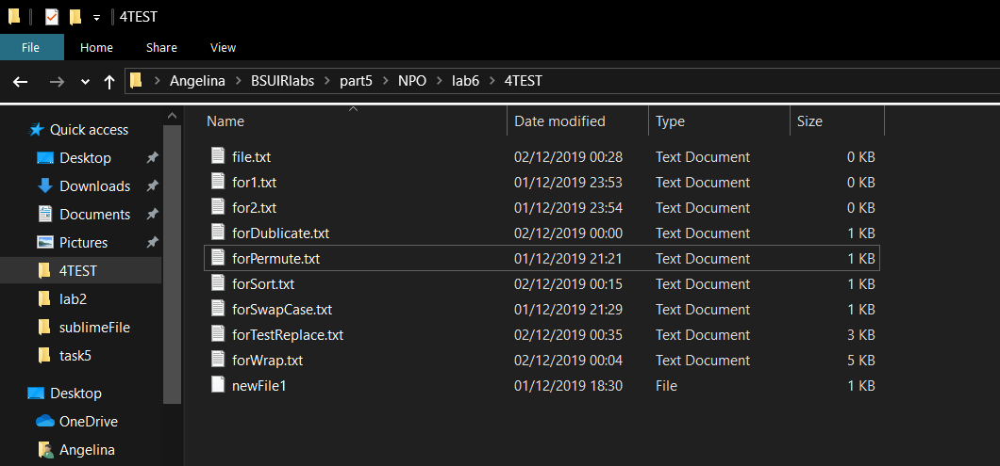 4TEST
File Home Share View
Angelina BSUIRlabs part5 NPO lab6 4TEST
Name Date modified Type Size
Quick access
Desktop
Downloads
Documents
Pictures
4TEST
lab2
sublimeFile
task5
Desktop
OneDrive
Angelina
file.txt 02/12/2019 00:28 Text Document 0 KB
for1.txt 01/12/2019 23:53 Text Document 0 KB
for2.txt 01/12/2019 23:54 Text Document 0 KB
forDublicate.txt 02/12/2019 00:00 Text Document 1 KB
forPermute.txt 01/12/2019 21:21 Text Document 1 KB
forSort.txt 02/12/2019 00:15 Text Document 1 KB
forSwapCase.txt 01/12/2019 21:29 Text Document 1 KB
forTestReplace.txt 02/12/2019 00:35 Text Document 3 KB
forWrap.txt 02/12/2019 00:04 Text Document 5 KB
newFile1 01/12/2019 18:30 File 1 KB